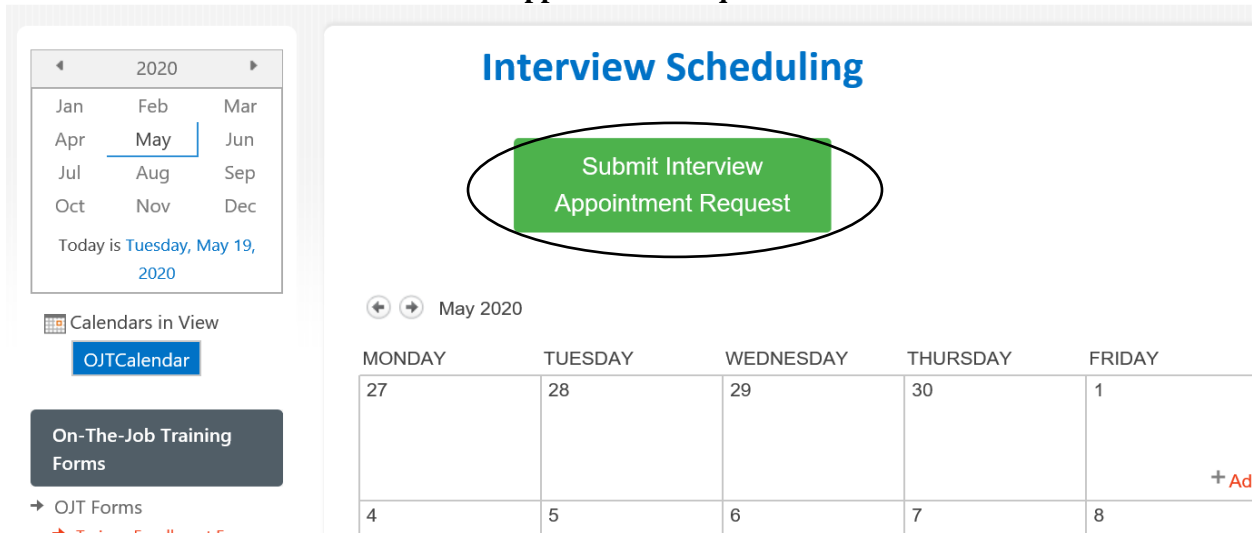 2020
Jan Feb Mar
Apr May Jun
Jul Aug Sep
Oct Nov Dec
Today is Tuesday, May 19,
2020
Calendars in View
OJTCalendar
On-The-Job Training
Forms
OJT Forms
Interview Scheduling
Submit Interview
Appointment Request
May 2020
MONDAY TUESDAY WEDNESDAY THURSDAY FRIDAY
27 28 29 30 1
+ Ad
4 5 6 7 8